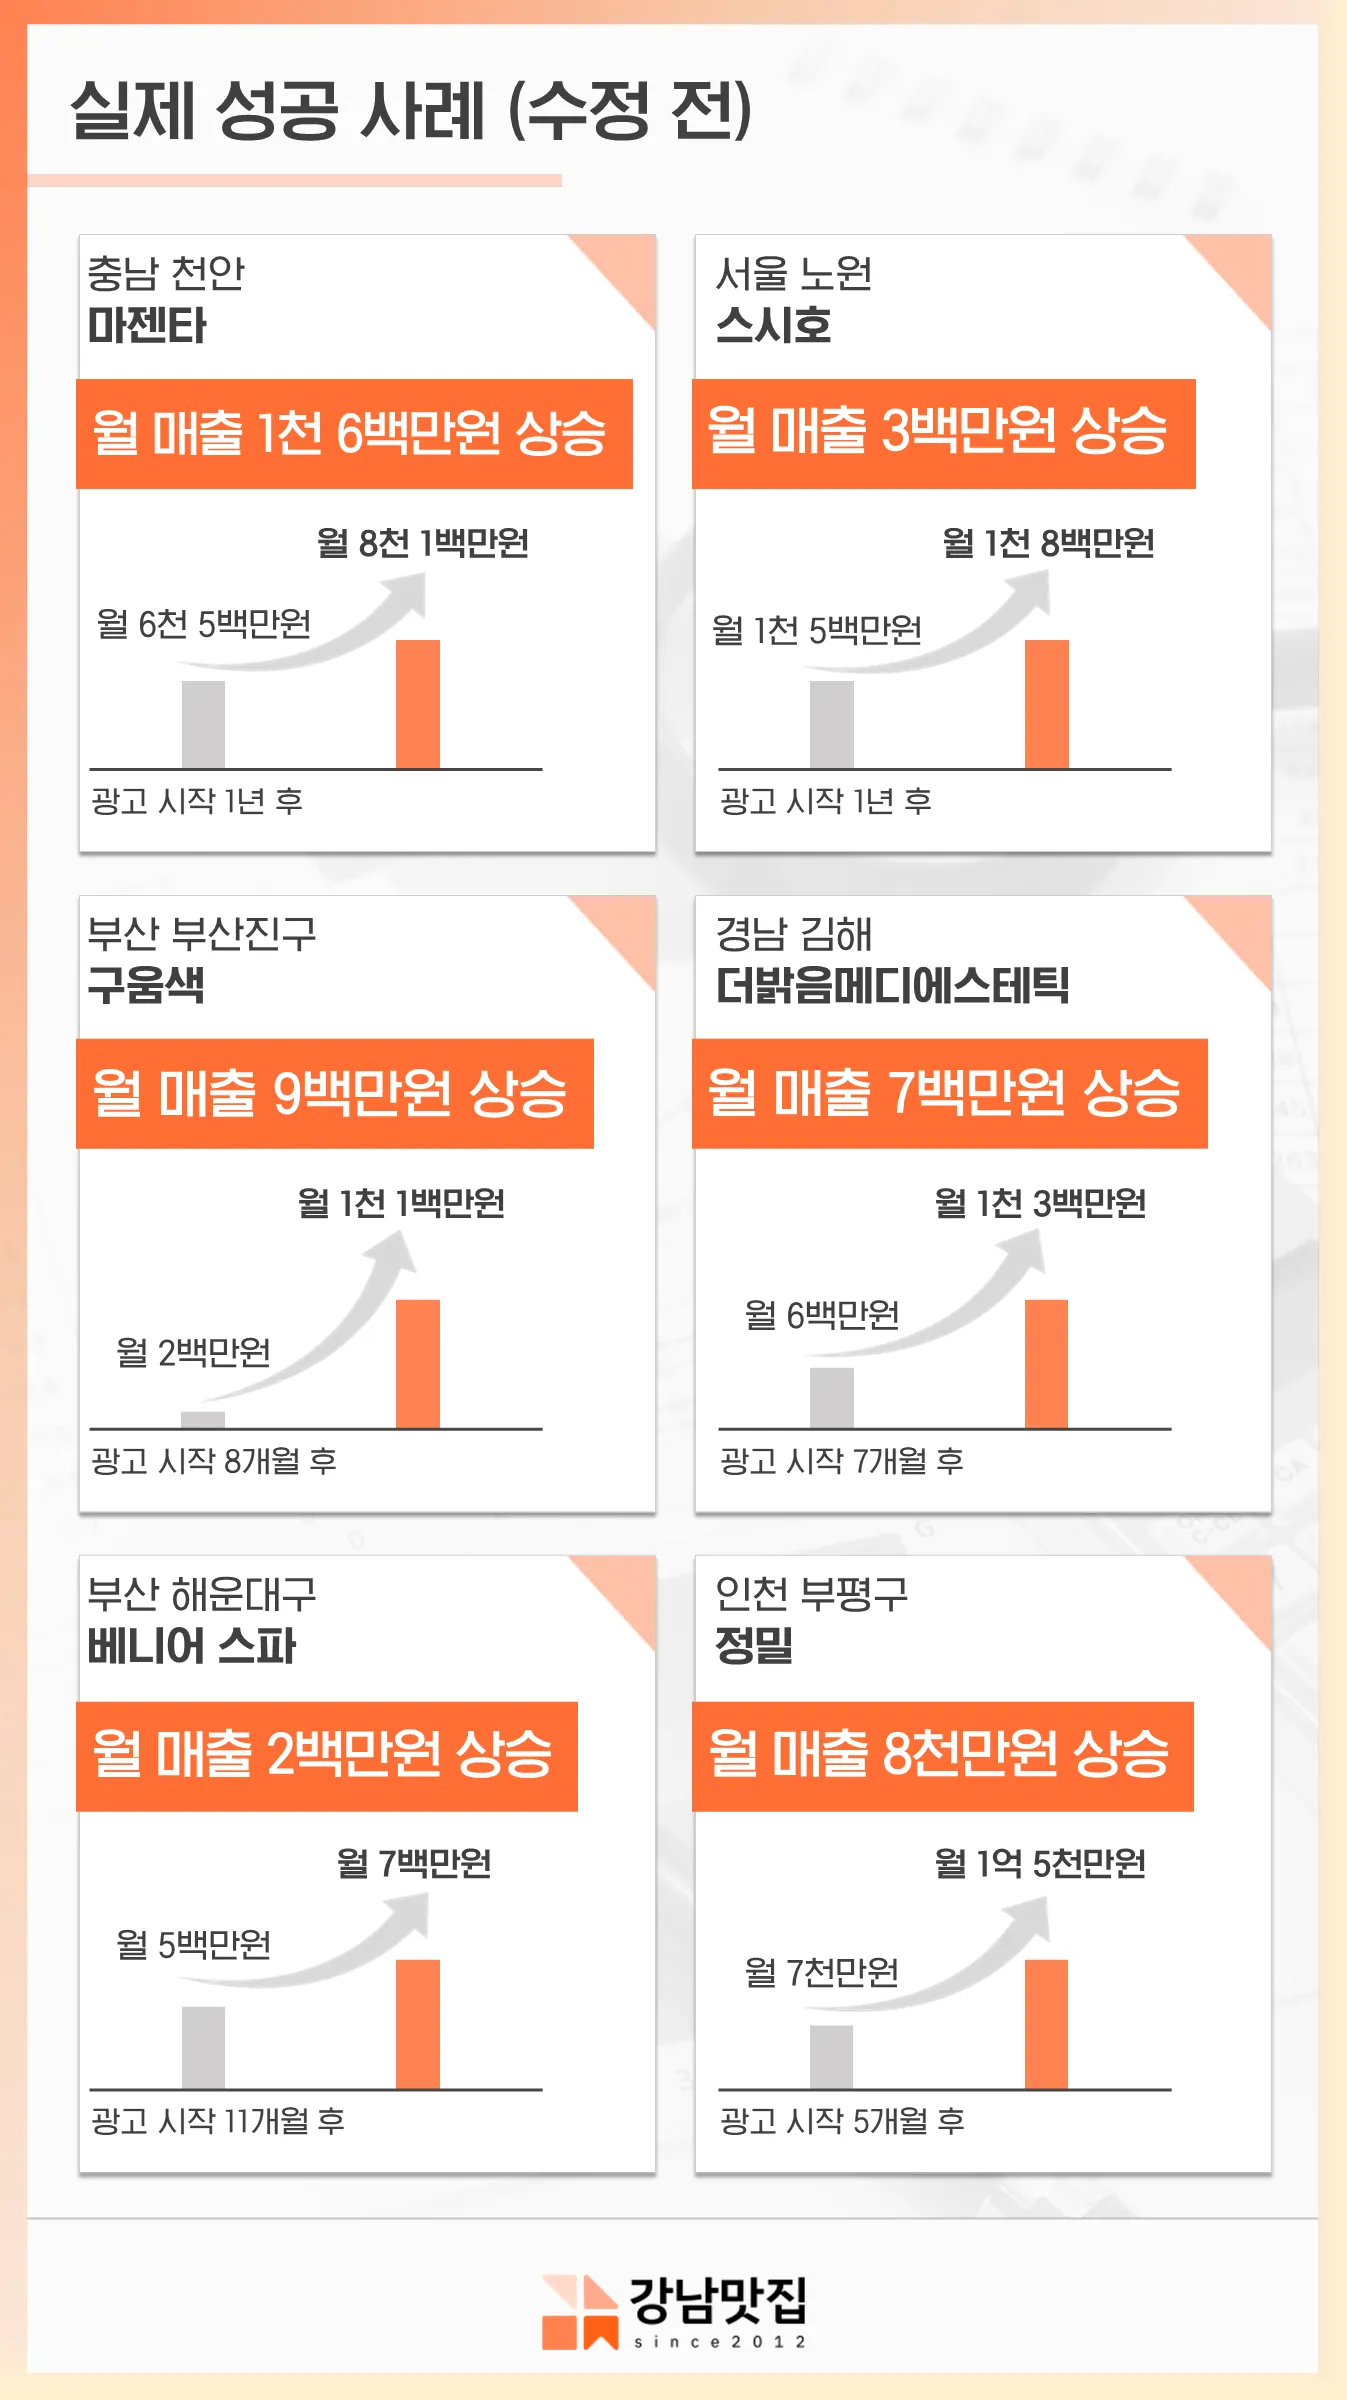 실제 성공 사례 (수정 전)
충남 천안
마젠타
월 매출 1천 6백만원 상승
월 8천 1백만원
월 6천 5백만원
광고 시작 1년 후
서울 노원
스시호
월 매출 3백만원 상승
월 1천 8백만원
월 1천 5백만원
광고 시작 1년 후
부산 부산진구
구움색
월 매출 9백만원 상승
월 1천 1백만원
월 2백만원
광고 시작 8개월 후
경남 김해
더밝음메디에스테틱
월 매출 7백만원 상승
월 1천 3백만원
월 6백만원
광고 시작 7개월 후
부산 해운대구
베니어 스파
월 매출 2백만원 상승
월 7백만원
월 5백만원
광고 시작 11개월 후
인천 부평구
정밀
월 매출 8천만원 상승
월 1억 5천만원
월 7천만원
광고 시작 5개월 후
강남맛집
since2012